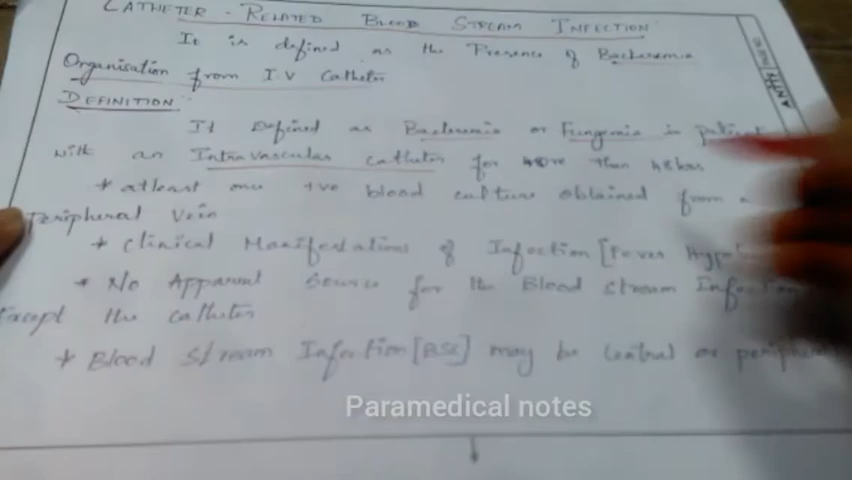 CATHETER - RELATED BLOOD STREAM INFECTION
It is defined as the Presence of Bacteremia
Organisation from I V Catheter
DEFINITION
It Defined as Bacteremia or Fungemia in patient
with an Intravascular catheter for more than 48 hrs
* atleast one +ve blood culture obtained from a
Peripheral Vein
* Clinical Manifestations of Infection [Fever
* No Apparent Source for the Blood stream Infection
Except the catheter
* Blood Stream Infection [BSI] may be Central or
Paramedical notes